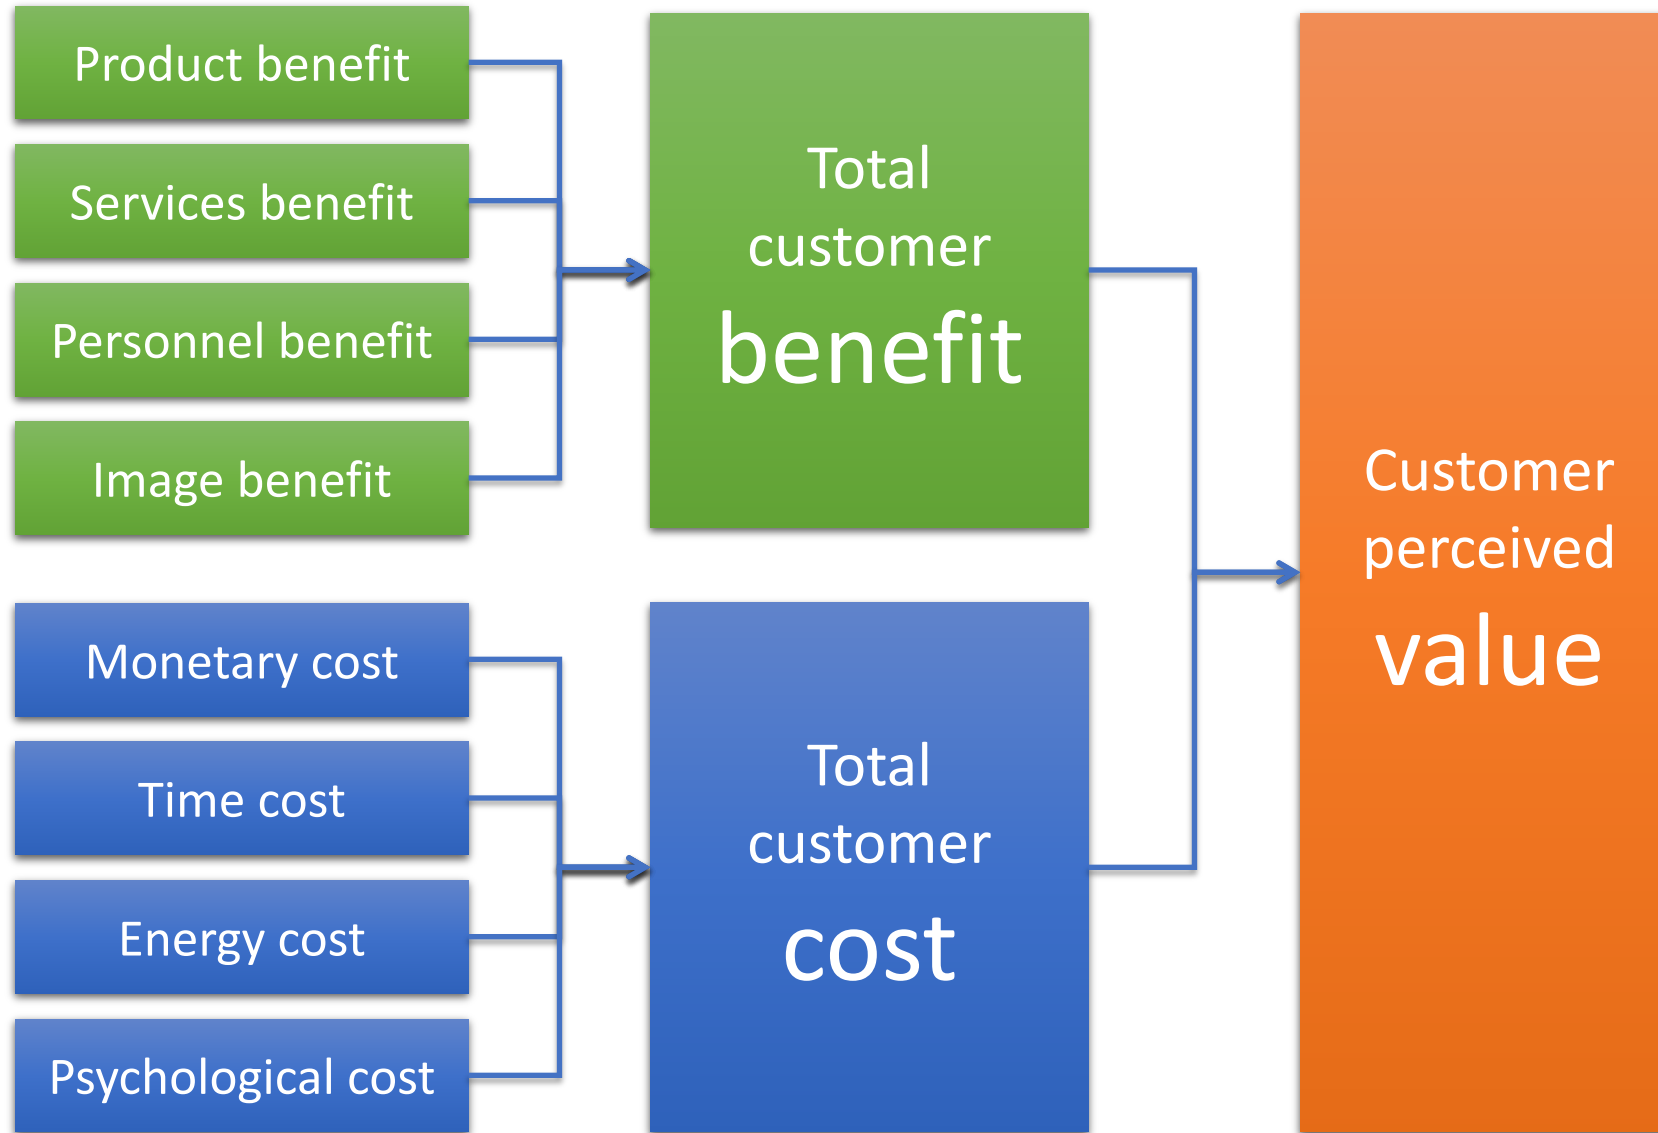 Product benefit
Services benefit
Personnel benefit
Image benefit
Total
customer
benefit
Monetary cost
Time cost
Energy cost
Psychological cost
Total
customer
cost
Customer
perceived
value